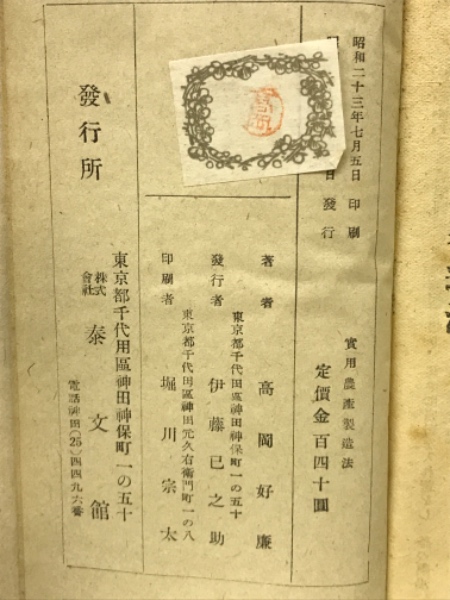 昭和二十三年七月五日 印刷
日 發行
實用農產製造法
定價金百四十圓
著者 高岡好廉
東京都千代田區神田神保町一の五十
發行者 伊藤巳之助
東京都千代田區神田元久右衞門町一の八
印刷者 堀川宗太
發行所
東京都千代用區神田神保町一の五十
株式會社 泰文館
電話神田(25)四四九六番